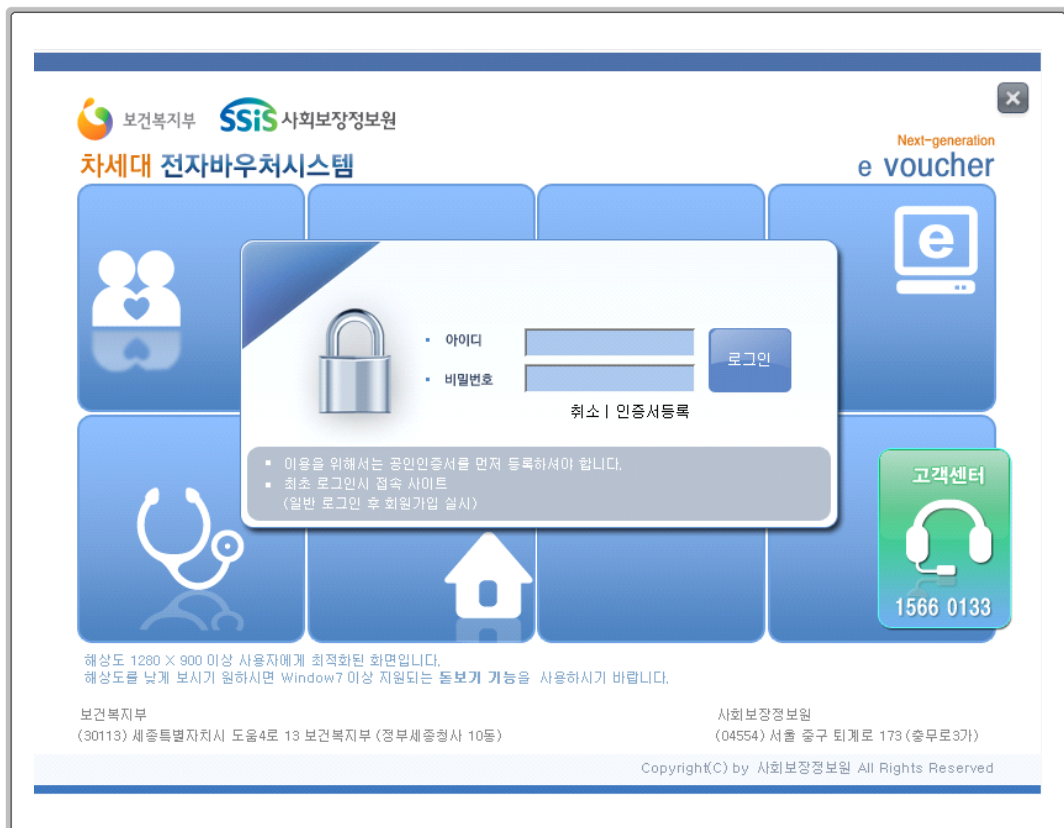 보건복지부 SSiS 사회보장정보원
차세대 전자바우처시스템
Next-generation
e voucher
e
아이디
비밀번호
로그인
취소 | 인증서등록
이용을 위해서는 공인인증서를 먼저 등록하셔야 합니다.
최초 로그인시 접속 사이트
(일반 로그인 후 회원가입 실시)
고객센터
1566 0133
해상도 1280 X 900 이상 사용자에게 최적화된 화면입니다.
해상도를 낮게 보시기 원하시면 Window7 이상 지원되는 돋보기 기능을 사용하시기 바랍니다.
보건복지부
(30113) 세종특별자치시 도움4로 13 보건복지부 (정부세종청사 10동)
사회보장정보원
(04554) 서울 중구 퇴계로 173 (충무로3가)
Copyright(C) by 사회보장정보원 All Rights Reserved